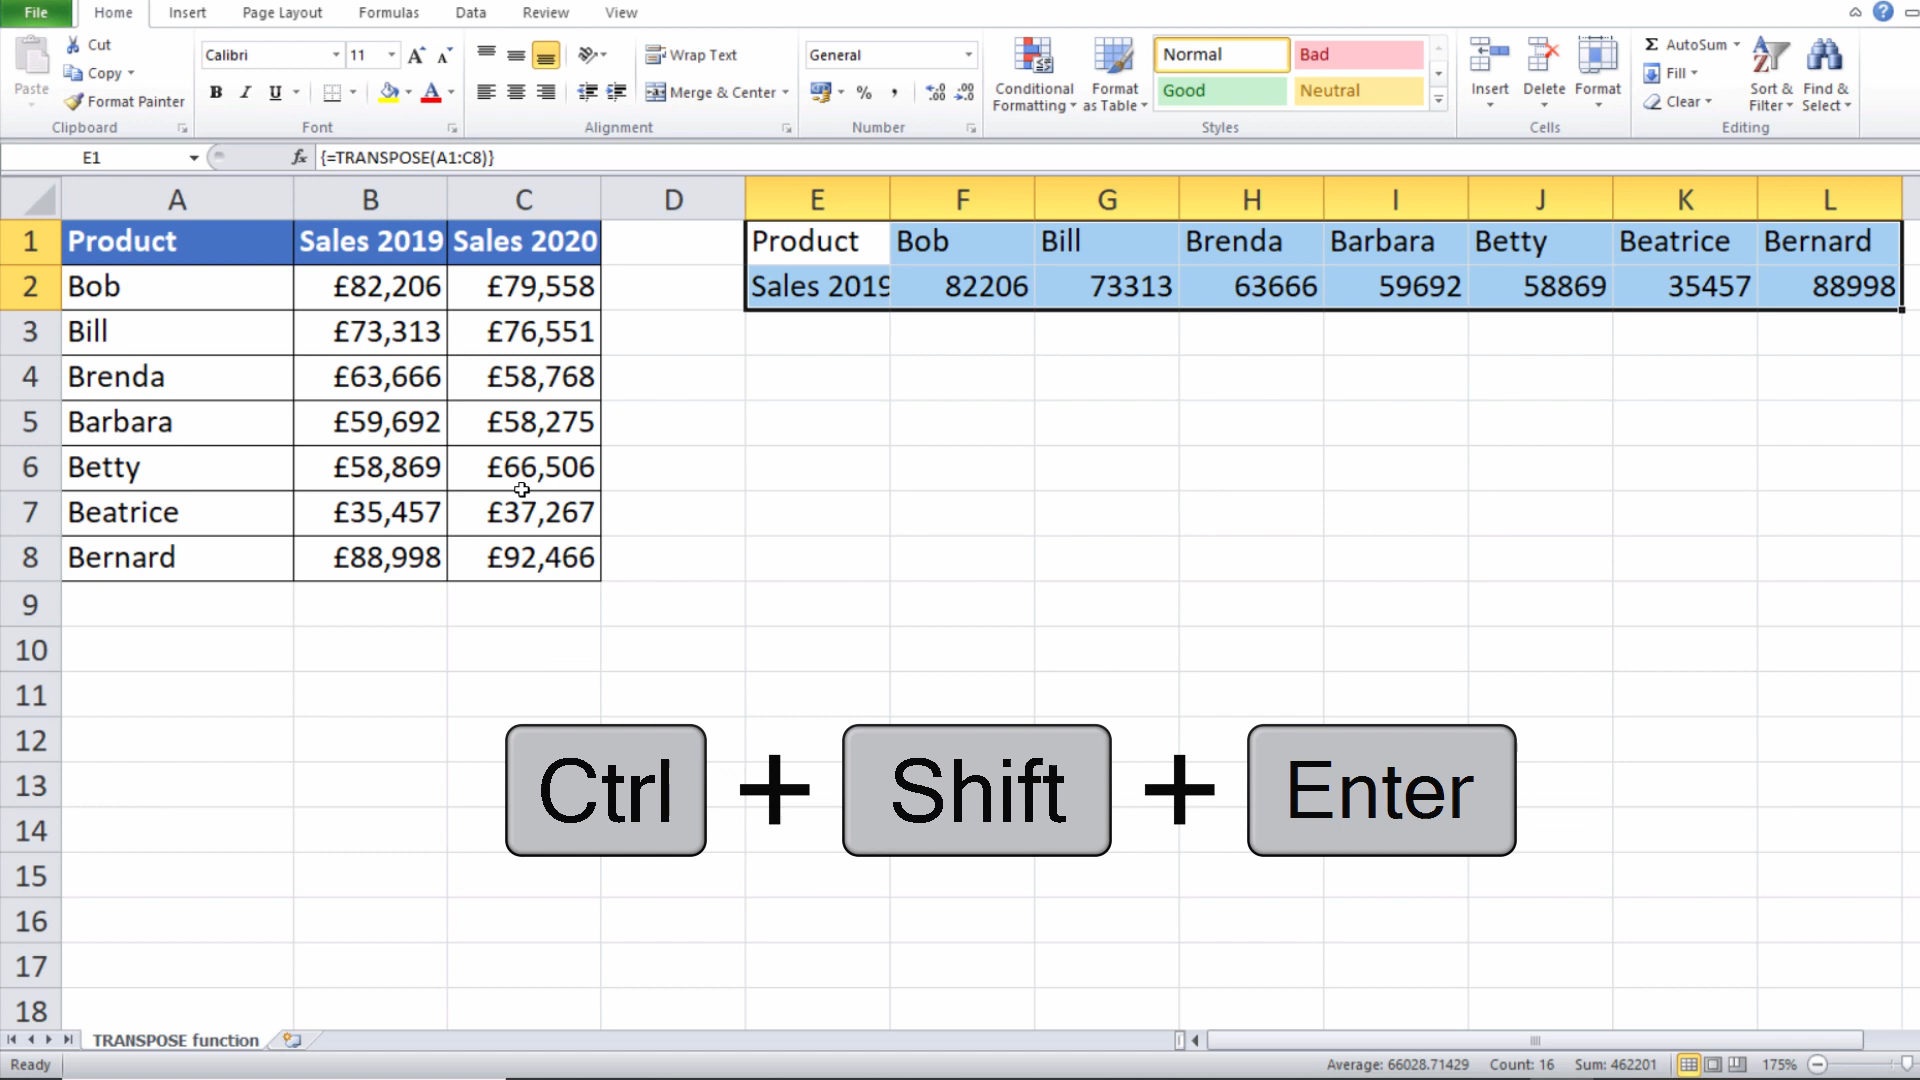 File Home Insert Page Layout Formulas Data Review View
Paste
Cut
Copy
Format Painter
Clipboard
Calibri 11
B I U
Font
Wrap Text
Merge & Center
Alignment
General
% ,
Number
Conditional Formatting
Format as Table
Normal Bad
Good Neutral
Styles
Insert Delete Format
Cells
Σ AutoSum
Fill
Clear
Sort & Filter
Find & Select
Editing
E1 fx {=TRANSPOSE(A1:C8)}
A B C D E F G H I J K L
1 Product Sales 2019 Sales 2020 Product Bob Bill Brenda Barbara Betty Beatrice Bernard
2 Bob £82,206 £79,558 Sales 2019 82206 73313 63666 59692 58869 35457 88998
3 Bill £73,313 £76,551
4 Brenda £63,666 £58,768
5 Barbara £59,692 £58,275
6 Betty £58,869 £66,506
7 Beatrice £35,457 £37,267
8 Bernard £88,998 £92,466
9
10
11
12
13
14
15
16
17
18
Ctrl + Shift + Enter
TRANSPOSE function
Ready Average: 66028.71429 Count: 16 Sum: 462201 175%